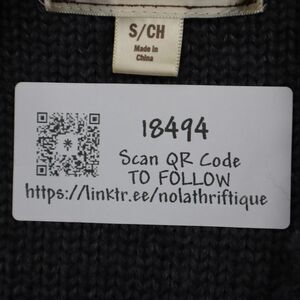 S/CH
Made in
China
18494
Scan QR Code
TO FOLLOW
https://linktr.ee/nolathriftique